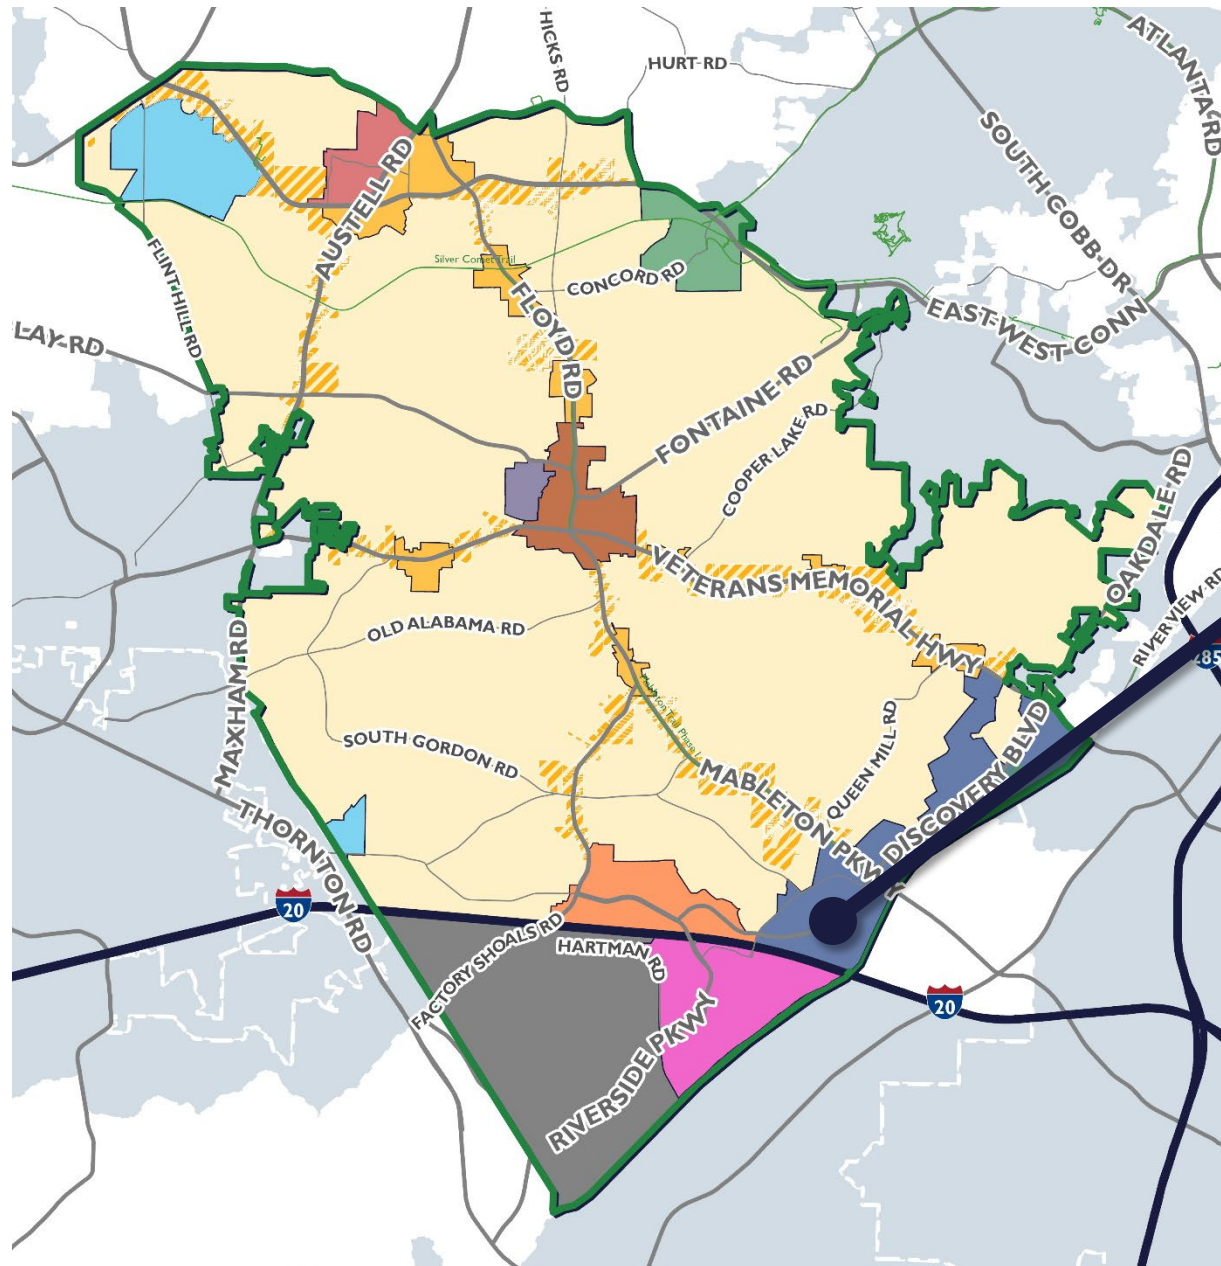 HICKS RD
HURT RD
ATLANTA RD
SOUTH COBB DR
AUSTELL RD
FLINT HILL RD
Silver Comet Trail
CONCORD RD
FLOYD RD
EAST-WEST CONN
LAY RD
FONTAINE RD
COOPER LAKE RD
OAKDALE RD
VETERANS MEMORIAL HWY
RIVERVIEW RD
285
OLD ALABAMA RD
MAXHAM RD
SOUTH GORDON RD
QUEEN MILL RD
DISCOVERY BLVD
MABLETON PKWY
THORNTON RD
20
FACTORY SHOALS RD
HARTMAN RD
20
RIVERSIDE PKWY